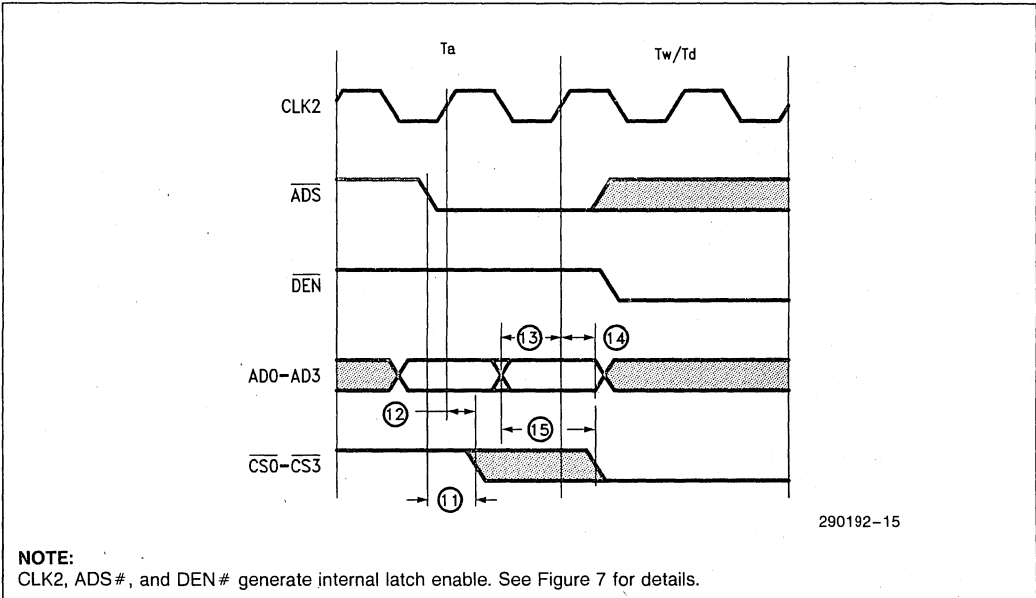 Ta
Tw/Td
CLK2
ADS
DEN
13
14
AD0-AD3
12
15
CS0-CS3
11
290192-15
NOTE:
CLK2, ADS#, and DEN# generate internal latch enable. See Figure 7 for details.